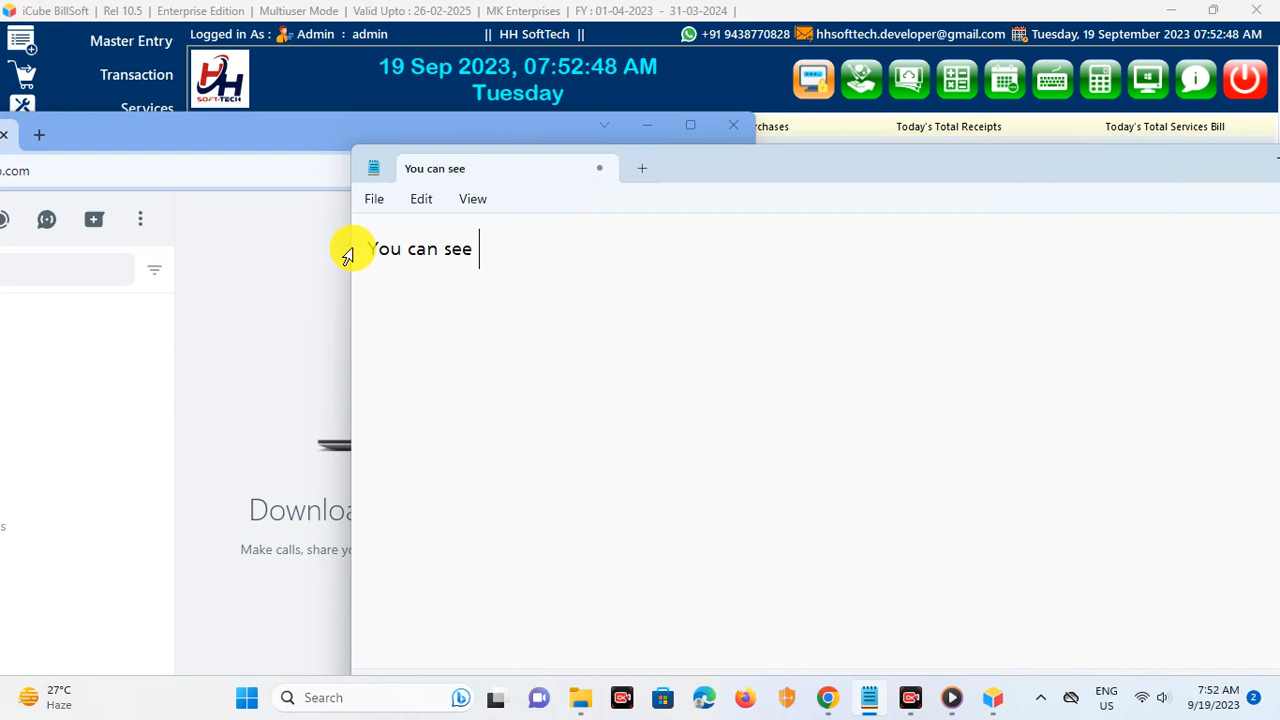 iCube BillSoft | Rel 10.5 | Enterprise Edition | Multiuser Mode | Valid Upto : 26-02-2025 | MK Enterprises | FY : 01-04-2023 - 31-03-2024 |
Master Entry
Logged in As : Admin : admin || HH SoftTech || +91 9438770828 hhsofttech.developer@gmail.com Tuesday, 19 September 2023 07:52:48 AM
Transaction
Services
HH
SOFT-TECH
19 Sep 2023, 07:52:48 AM
Tuesday
rchases Today's Total Receipts Today's Total Services Bill
.com
You can see
File Edit View
You can see
Downloa
Make calls, share yo
s
27°C
Haze
Search
ENG
US
7:52 AM
9/19/2023
2